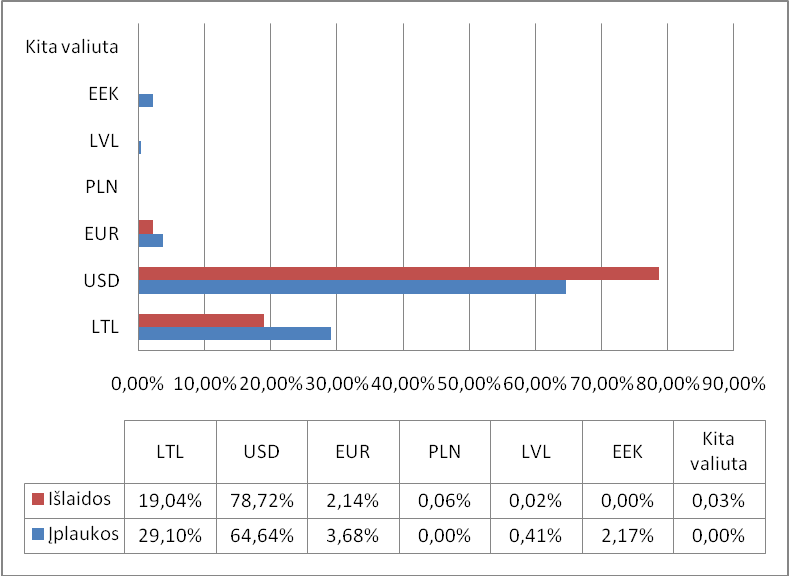 Kita valiuta
EEK
LVL
PLN
EUR
USD
LTL
0,00% 10,00% 20,00% 30,00% 40,00% 50,00% 60,00% 70,00% 80,00% 90,00%
LTL USD EUR PLN LVL EEK Kita valiuta
Išlaidos 19,04% 78,72% 2,14% 0,06% 0,02% 0,00% 0,03%
Įplaukos 29,10% 64,64% 3,68% 0,00% 0,41% 2,17% 0,00%